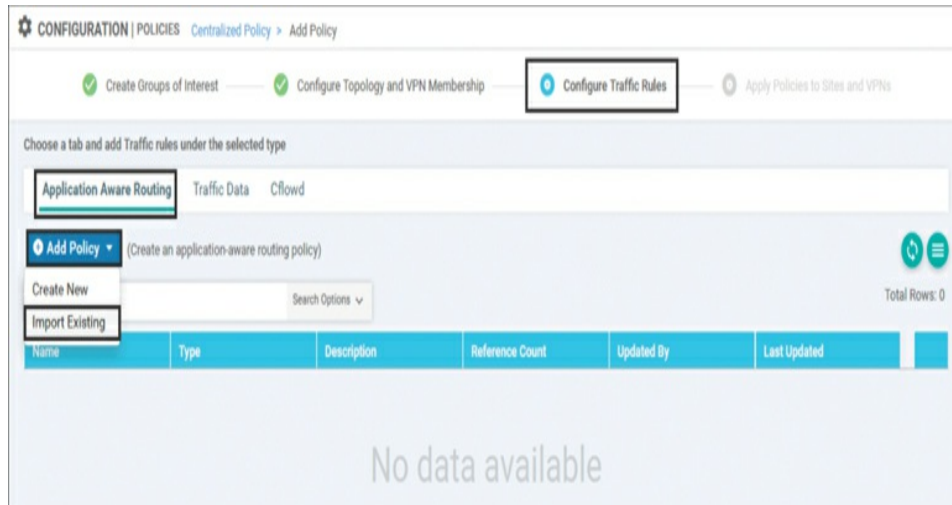 CONFIGURATION | POLICIES Centralized Policy > Add Policy
Create Groups of Interest Configure Topology and VPN Membership Configure Traffic Rules Apply Policies to Sites and VPNs
Choose a tab and add Traffic rules under the selected type
Application Aware Routing Traffic Data Cflowd
Add Policy (Create an application-aware routing policy)
Create New
Search Options
Total Rows: 0
Import Existing
Name Type Description Reference Count Updated By Last Updated
No data available